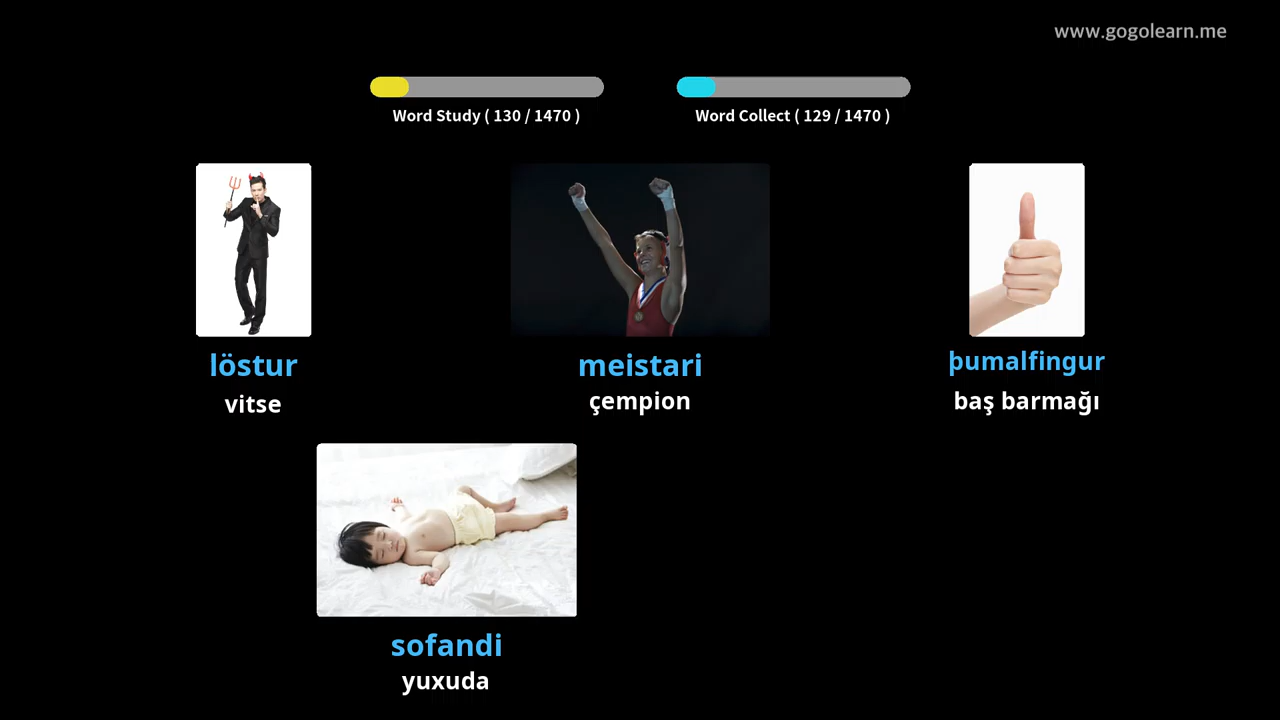 www.gogolearn.me
Word Study ( 130 / 1470 )
Word Collect ( 129 / 1470 )
löstur
vitse
meistari
çempion
þumalfingur
baş barmağı
sofandi
yuxuda